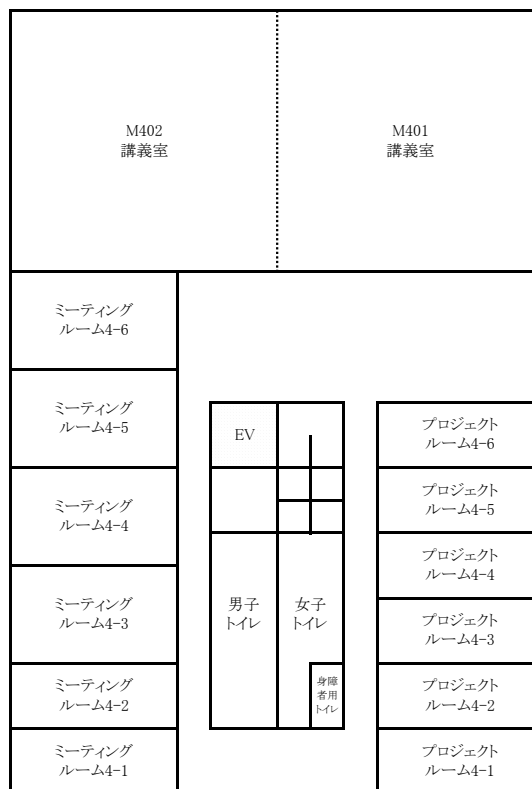 M402
講義室
M401
講義室
ミーティング
ルーム4-6
ミーティング
ルーム4-5
ミーティング
ルーム4-4
ミーティング
ルーム4-3
ミーティング
ルーム4-2
ミーティング
ルーム4-1
EV
男子
トイレ
女子
トイレ
身障
者用
トイレ
プロジェクト
ルーム4-6
プロジェクト
ルーム4-5
プロジェクト
ルーム4-4
プロジェクト
ルーム4-3
プロジェクト
ルーム4-2
プロジェクト
ルーム4-1